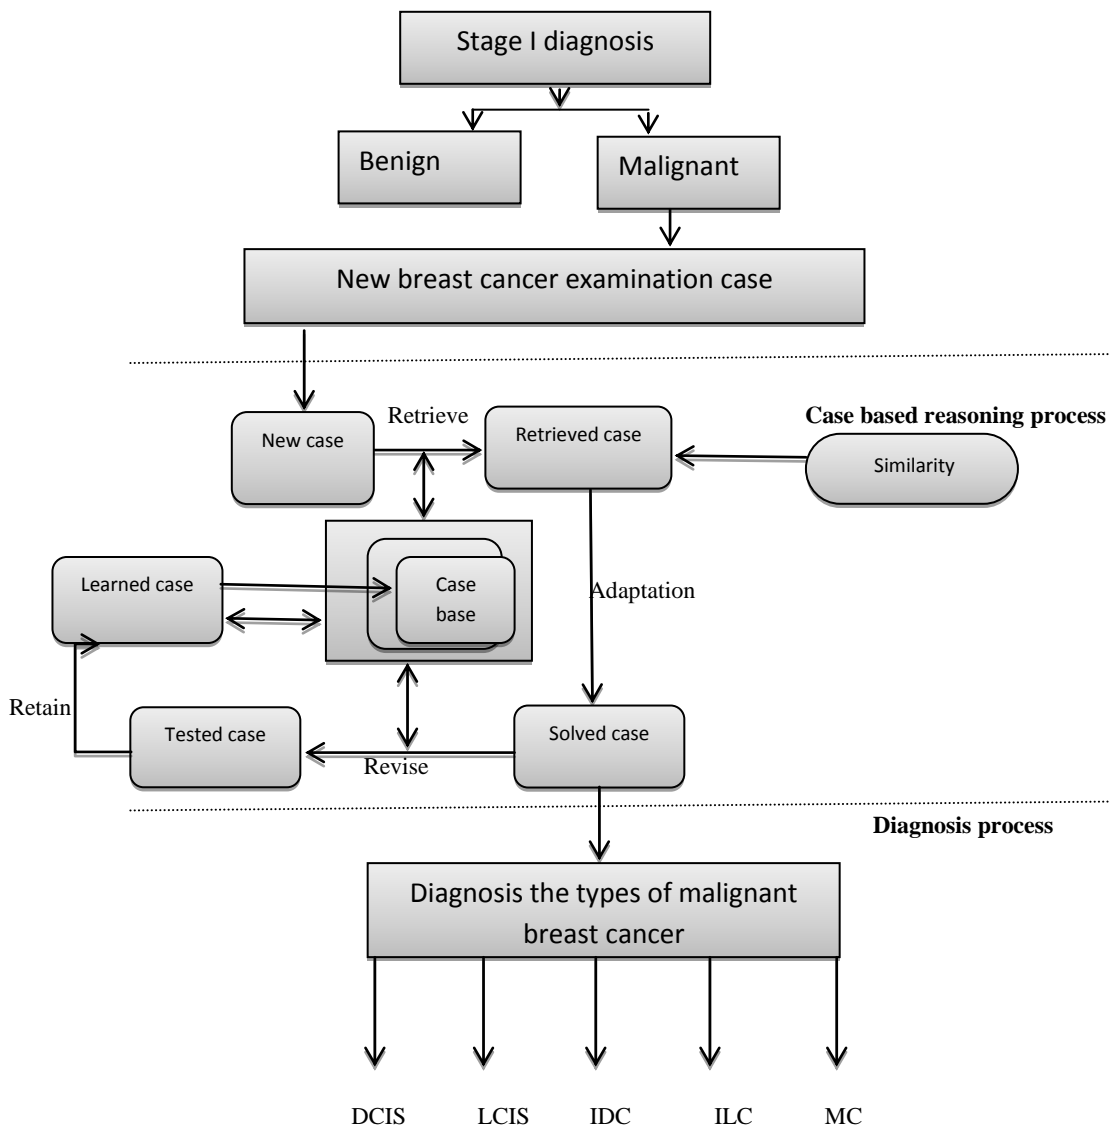 Stage I diagnosis
Benign
Malignant
New breast cancer examination case
Retrieve
Case based reasoning process
New case
Retrieved case
Similarity
Learned case
Case
base
Adaptation
Retain
Tested case
Solved case
Revise
Diagnosis process
Diagnosis the types of malignant
breast cancer
DCIS
LCIS
IDC
ILC
MC